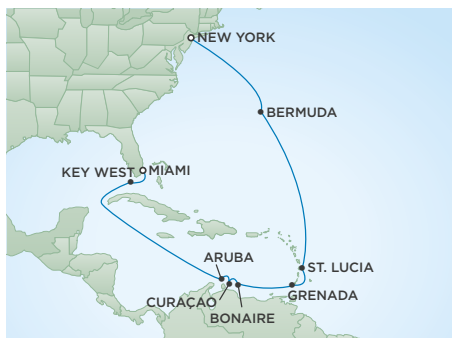 NEW YORK
BERMUDA
KEY WEST
MIAMI
ARUBA
ST. LUCIA
CURAÇAO
GRENADA
BONAIRE